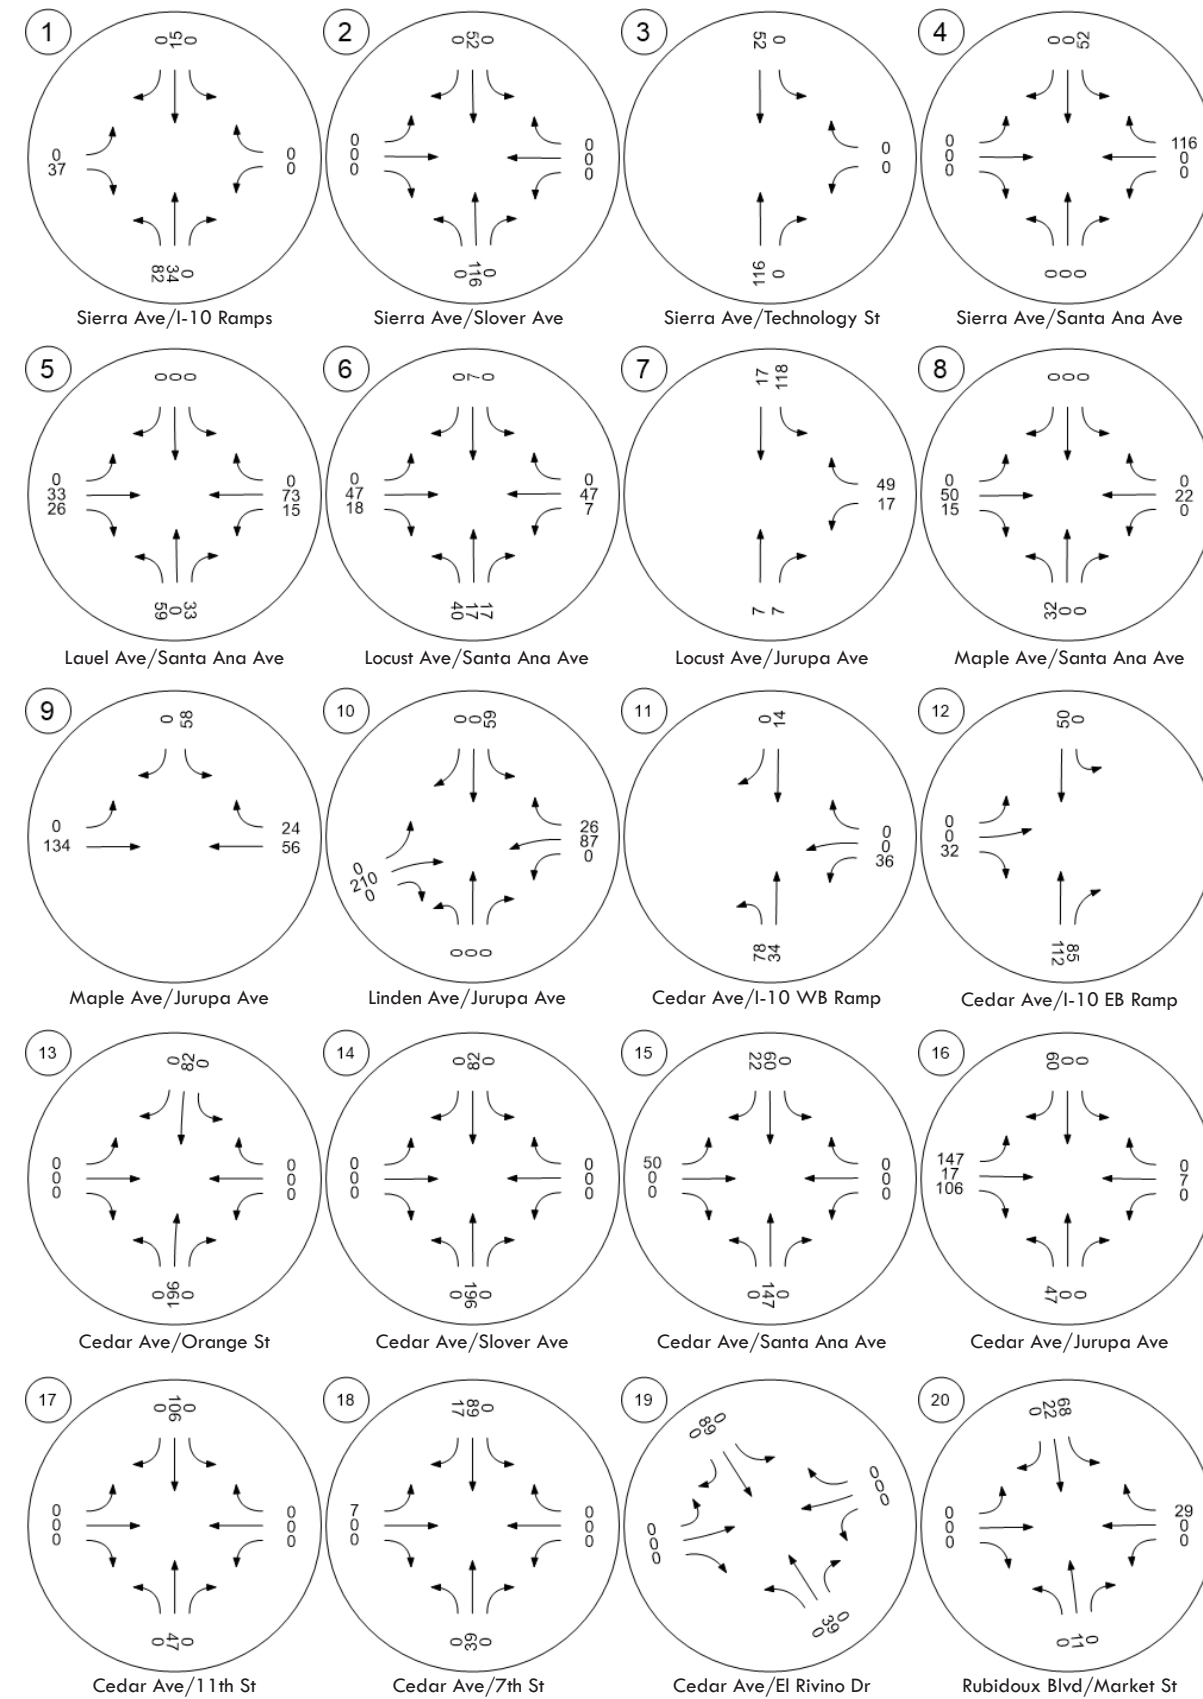 1
0 15 0
0
37
0
0
82 34 0
Sierra Ave/I-10 Ramps
2
0 52 0
0
0
0
0
0
0
0 116 0
Sierra Ave/Slover Ave
3
52 0
0
0
116 0
Sierra Ave/Technology St
4
0 0 52
0
0
0
116
0
0
0 0 0
Sierra Ave/Santa Ana Ave
5
0 0 0
0
33
26
0
73
15
59 0 33
Lauel Ave/Santa Ana Ave
6
0 7 0
0
47
18
0
47
7
40 17 17
Locust Ave/Santa Ana Ave
7
17 118
49
17
7 7
Locust Ave/Jurupa Ave
8
0 0 0
0
50
15
0
22
0
32 0 0
Maple Ave/Santa Ana Ave
9
0 58
0
134
24
56
Maple Ave/Jurupa Ave
10
0 0 59
0
210
0
26
87
0
0 0 0
Linden Ave/Jurupa Ave
11
0 14
0
0
36
78 34
Cedar Ave/I-10 WB Ramp
12
50 0
0
0
32
112 85
Cedar Ave/I-10 EB Ramp
13
0 82 0
0
0
0
0
0
0
0 196 0
Cedar Ave/Orange St
14
0 82 0
0
0
0
0
0
0
0 196 0
Cedar Ave/Slover Ave
15
22 60 0
50
0
0
0
0
0
0 147 0
Cedar Ave/Santa Ana Ave
16
60 0 0
147
17
106
0
7
0
47 0 0
Cedar Ave/Jurupa Ave
17
0 106 0
0
0
0
0
0
0
0 47 0
Cedar Ave/11th St
18
17 89 0
7
0
0
0
0
0
0 39 0
Cedar Ave/7th St
19
0 89 0
0
0
0
0
0
0
0 39 0
Cedar Ave/El Rivino Dr
20
0 22 68
0
0
0
29
0
0
0 11 0
Rubidoux Blvd/Market St